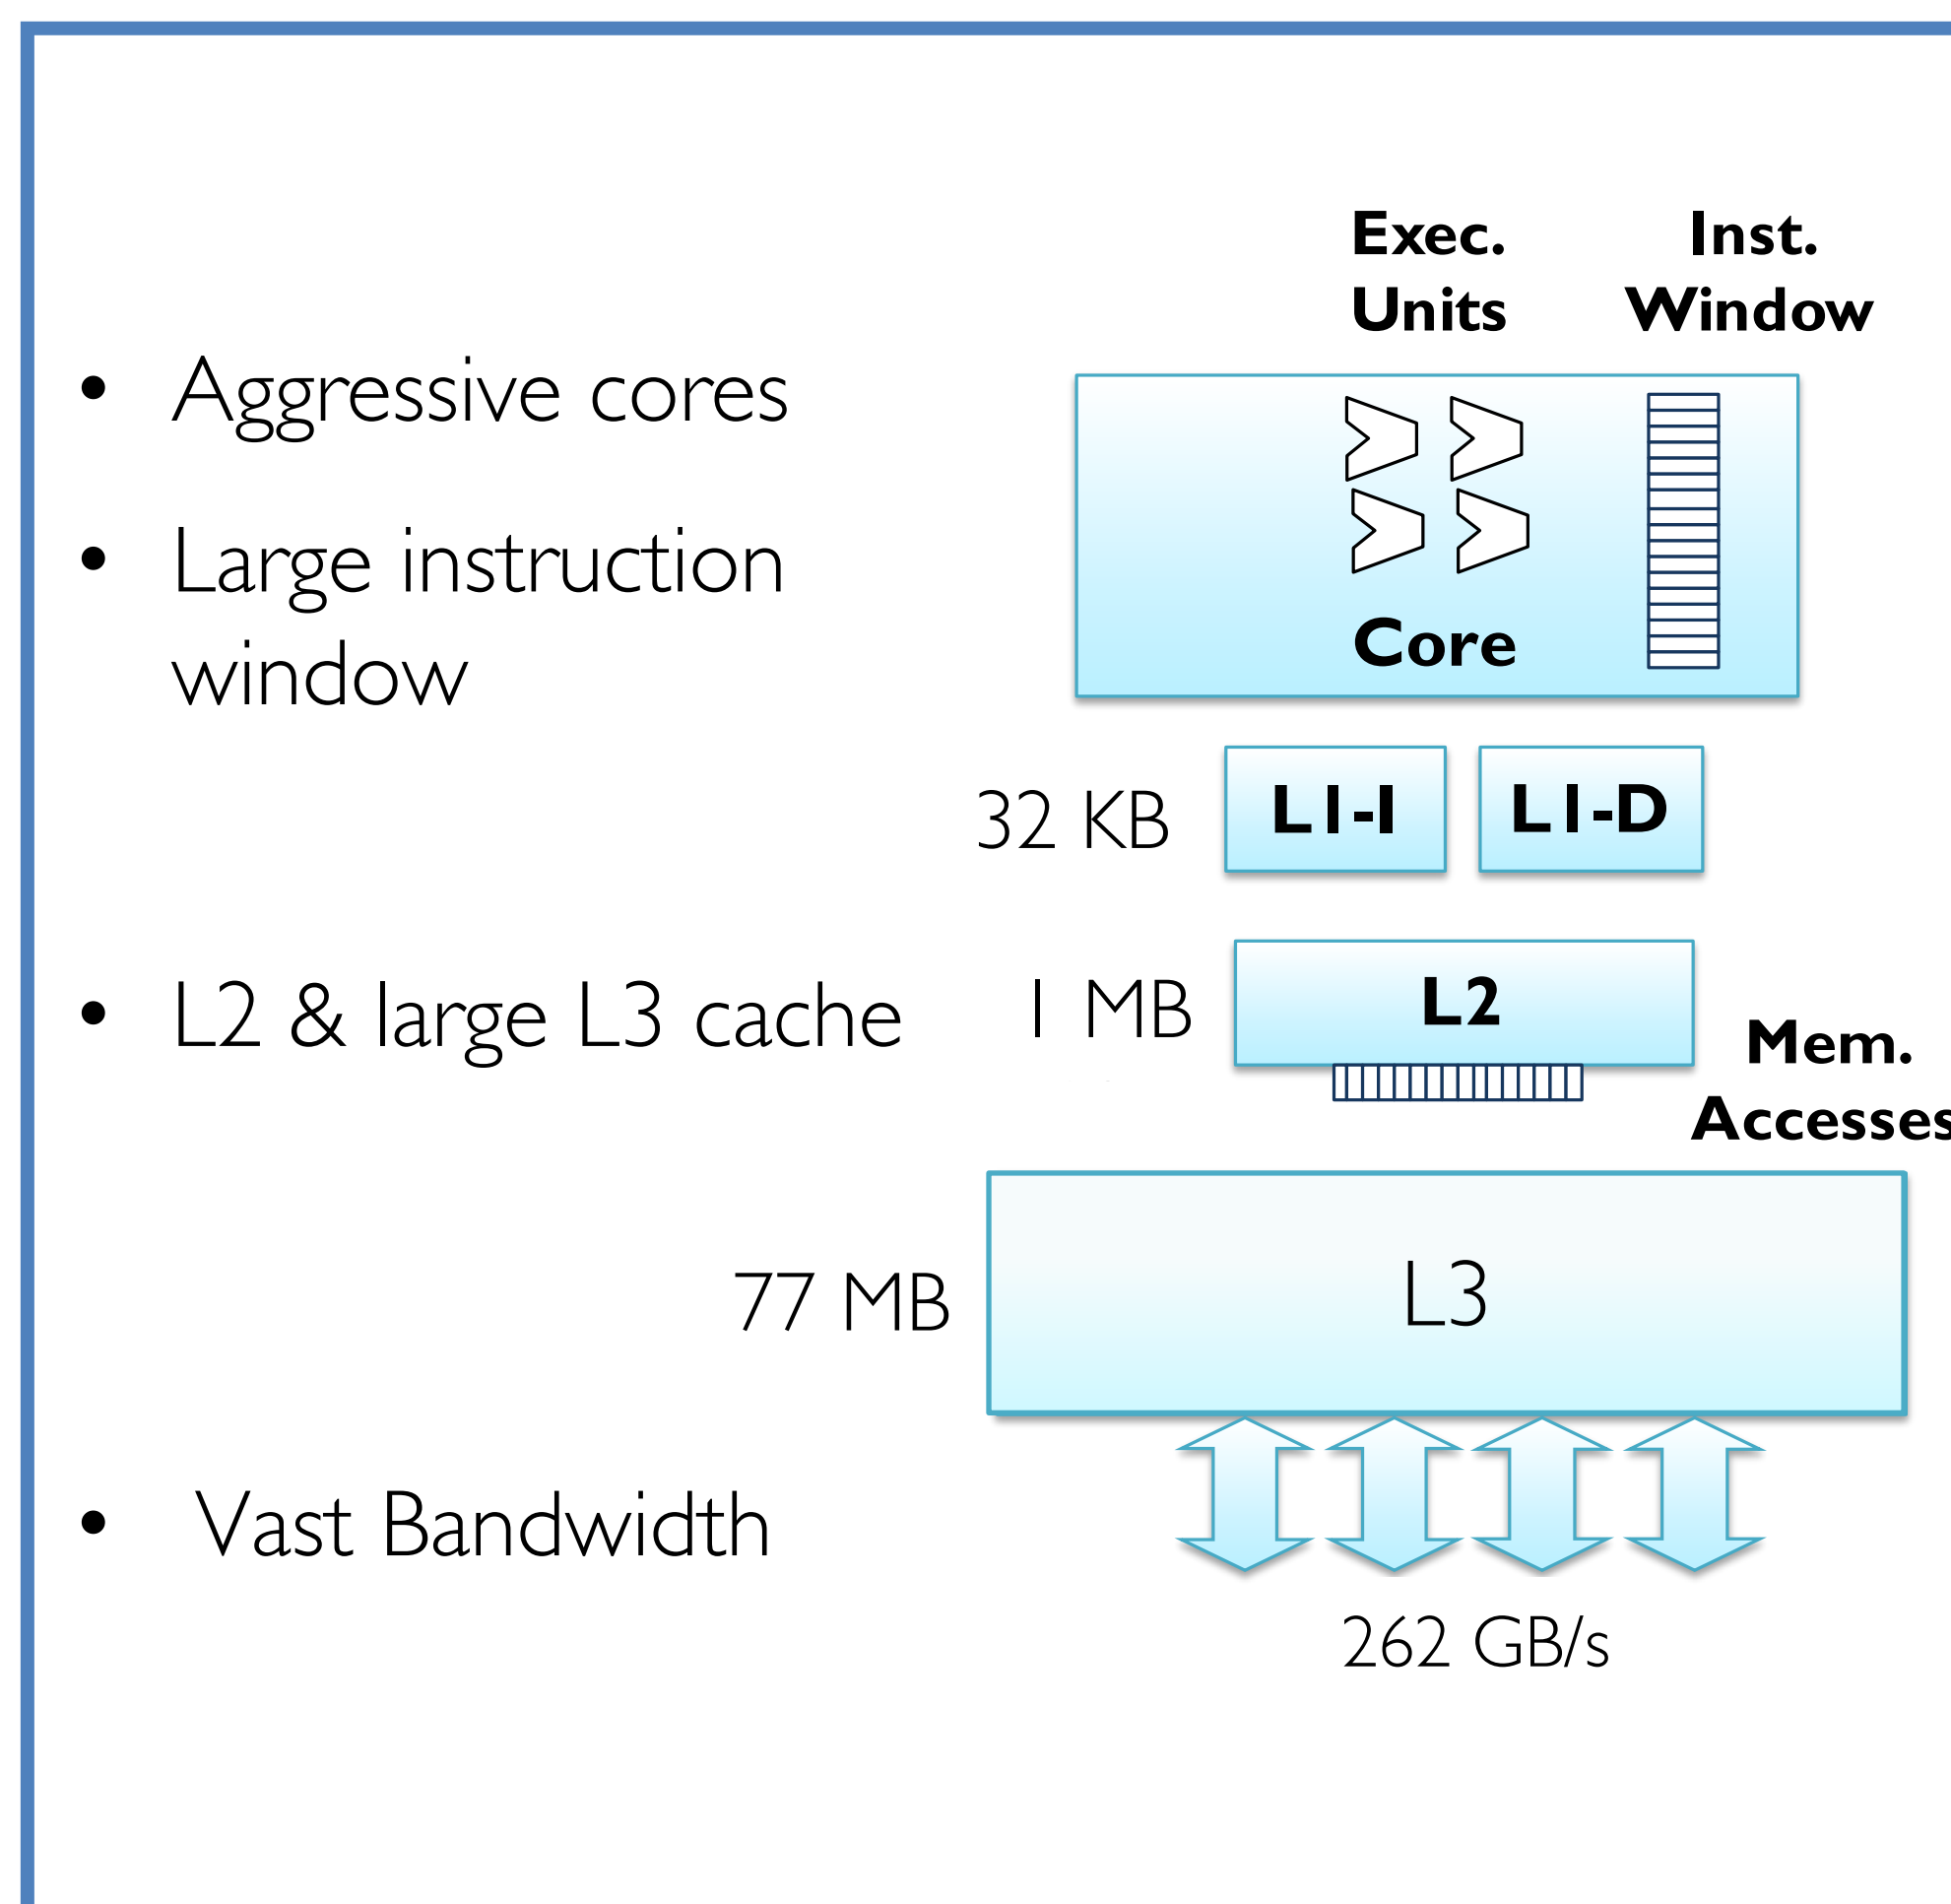 Exec.
Units
Inst.
Window
• Aggressive cores
• Large instruction
window
Core
32 KB
L1-I
L1-D
• L2 & large L3 cache
1 MB
L2
Mem.
Accesses
77 MB
L3
• Vast Bandwidth
262 GB/s